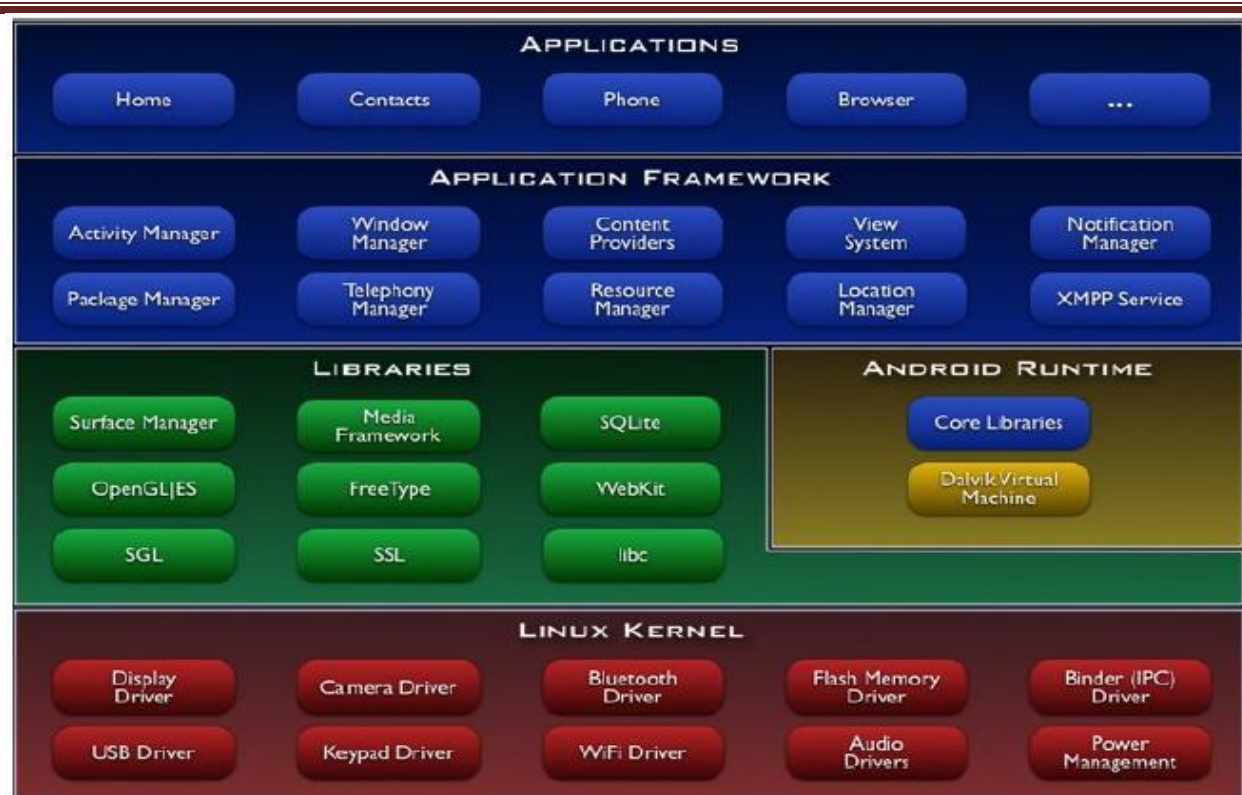 APPLICATIONS
Home
Contacts
Phone
Browser
...
APPLICATION FRAMEWORK
Activity Manager
Window
Manager
Content
Providers
View
System
Notification
Manager
Package Manager
Telephony
Manager
Resource
Manager
Location
Manager
XMPP Service
LIBRARIES
Surface Manager
Media
Framework
SQLite
OpenGL|ES
FreeType
WebKit
SGL
SSL
libc
ANDROID RUNTIME
Core Libraries
Dalvik Virtual
Machine
LINUX KERNEL
Display
Driver
Camera Driver
Bluetooth
Driver
Flash Memory
Driver
Binder (IPC)
Driver
USB Driver
Keypad Driver
WiFi Driver
Audio
Drivers
Power
Management